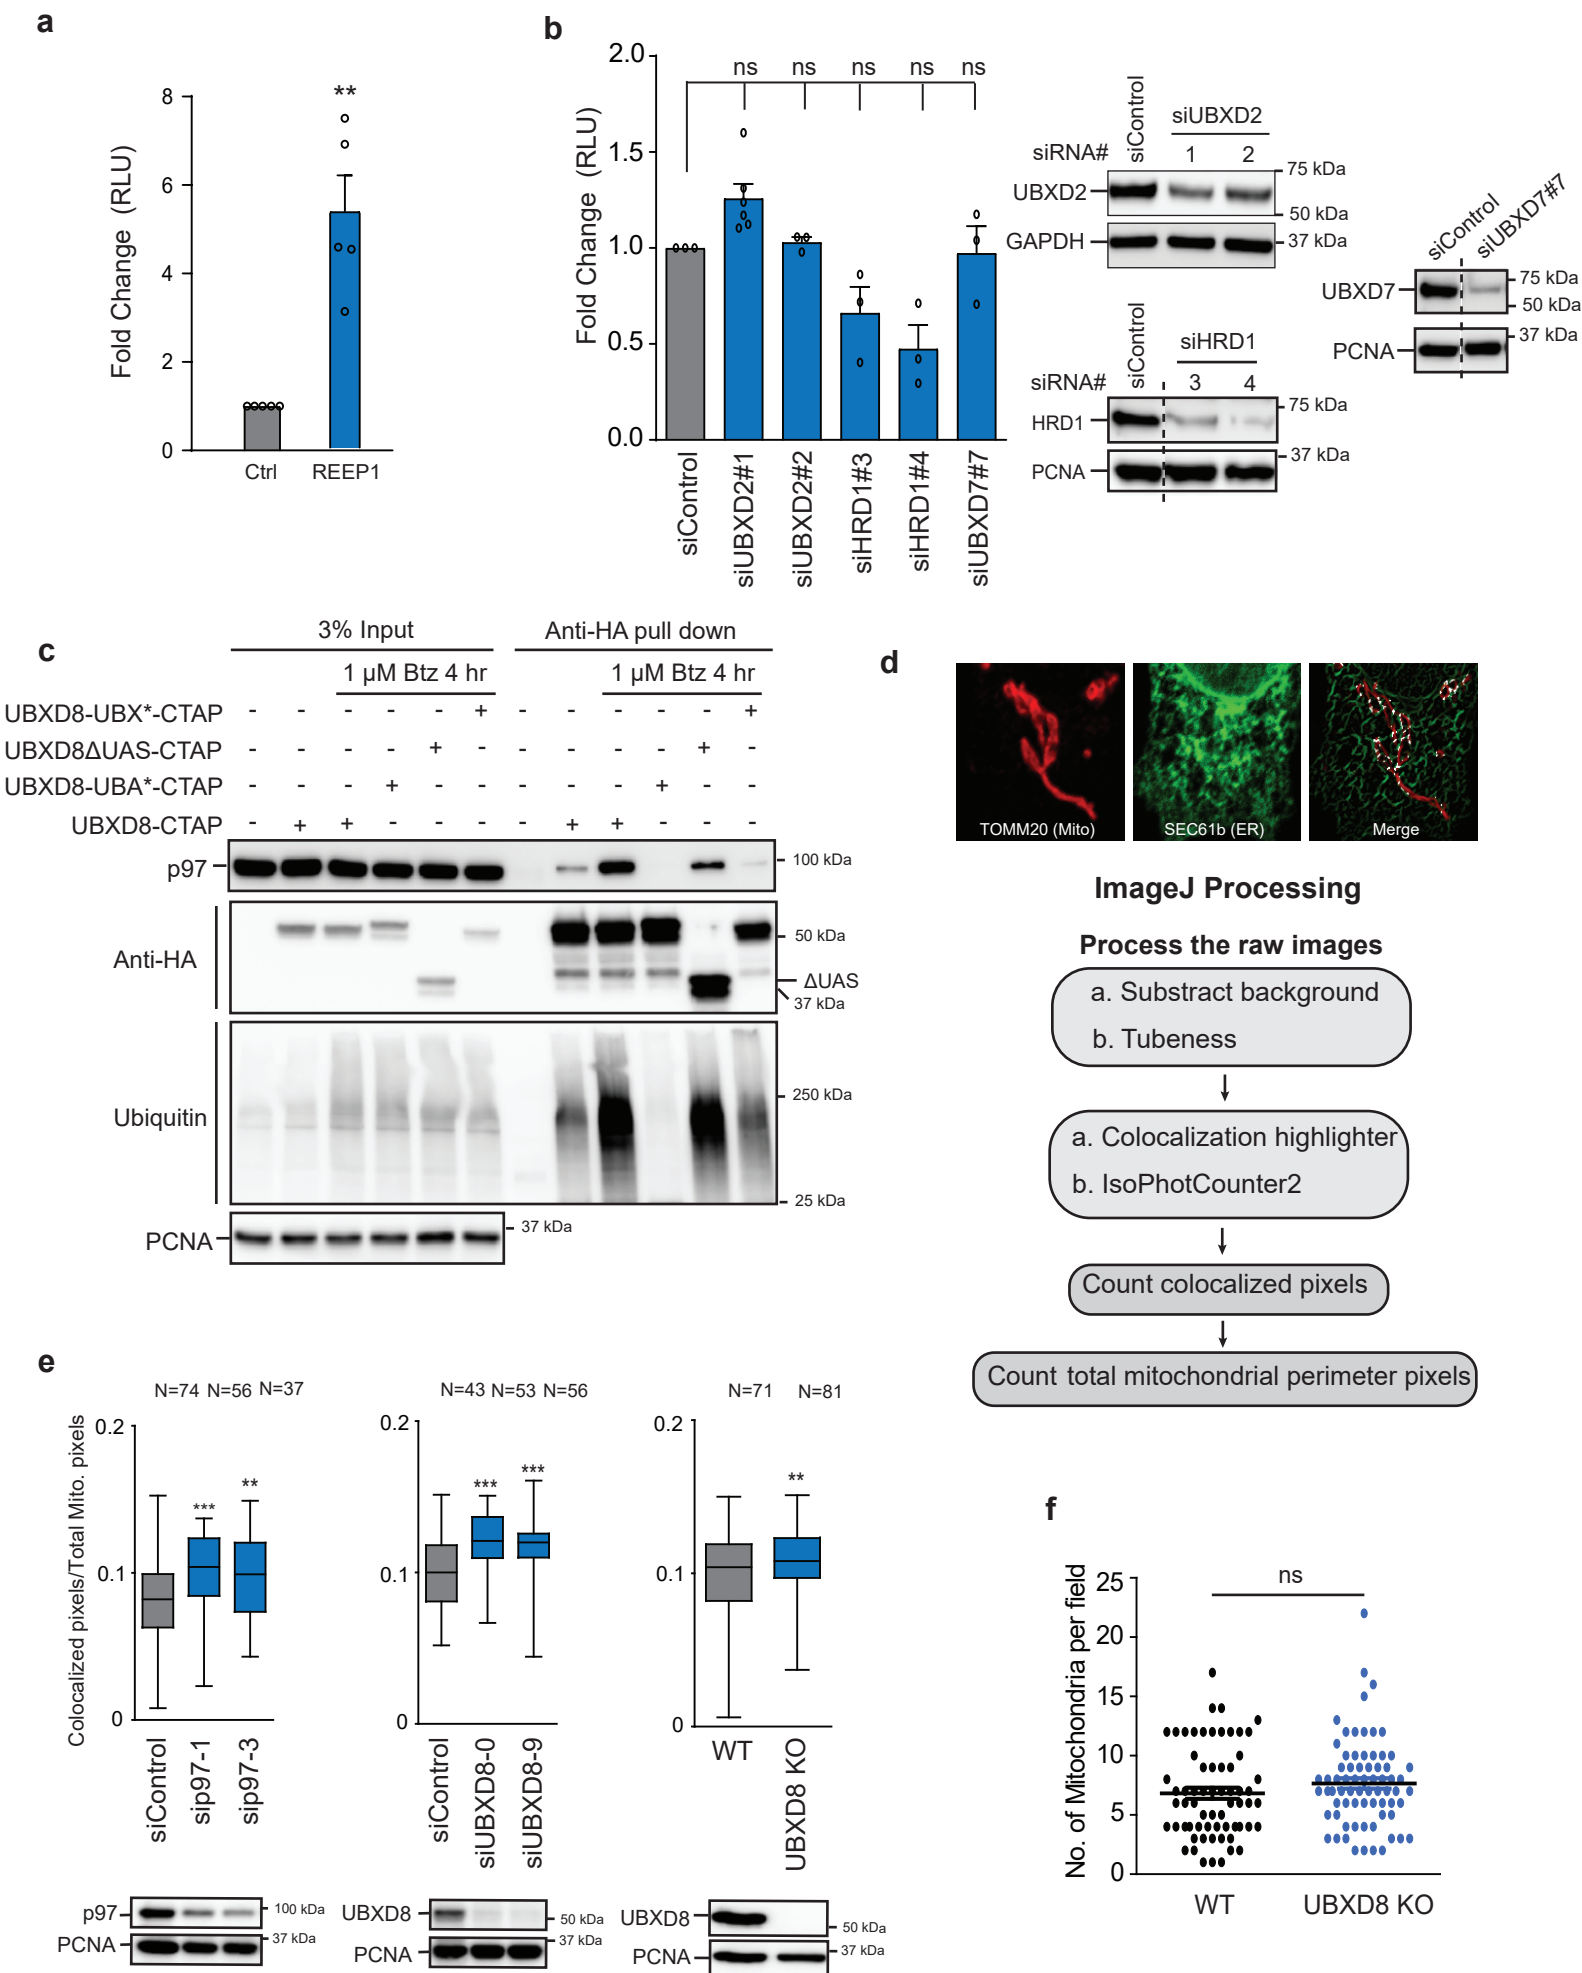 a
Fold Change (RLU)
8
6
4
2
0
**
Ctrl
REEP1
b
Fold Change (RLU)
2.0
1.5
1.0
0.5
0.0
ns ns ns ns ns
siControl
siUBXD2#1
siUBXD2#2
siHRD1#3
siHRD1#4
siUBXD7#7
siControl
siUBXD2
siRNA# 1 2
75 kDa
UBXD2
50 kDa
GAPDH
37 kDa
siControl
siHRD1
siRNA# 3 4
75 kDa
HRD1
37 kDa
PCNA
siControl
siUBXD7#7
75 kDa
UBXD7
50 kDa
37 kDa
PCNA
c
3% Input Anti-HA pull down
1 µM Btz 4 hr 1 µM Btz 4 hr
UBXD8-UBX*-CTAP - - - - - + - - - - - +
UBXD8ΔUAS-CTAP - - - - + - - - - - + -
UBXD8-UBA*-CTAP - - - + - - - - - + - -
UBXD8-CTAP - + + - - - - + + - - -
p97
100 kDa
Anti-HA
50 kDa
ΔUAS
37 kDa
Ubiquitin
250 kDa
25 kDa
PCNA
37 kDa
d
TOMM20 (Mito)
SEC61b (ER)
Merge
ImageJ Processing
Process the raw images
a. Substract background
b. Tubeness
a. Colocalization highlighter
b. IsoPhotCounter2
Count colocalized pixels
Count total mitochondrial perimeter pixels
e
Colocalized pixels/Total Mito. pixels
N=74 N=56 N=37
0.2
0.1
0
***
**
siControl
sip97-1
sip97-3
p97
100 kDa
PCNA
37 kDa
N=43 N=53 N=56
0.2
0.1
0
***
***
siControl
siUBXD8-0
siUBXD8-9
UBXD8
50 kDa
37 kDa
PCNA
N=71 N=81
0.2
0.1
0
**
WT
UBXD8 KO
UBXD8
50 kDa
37 kDa
PCNA
f
No. of Mitochondria per field
25
20
15
10
5
0
ns
WT
UBXD8 KO